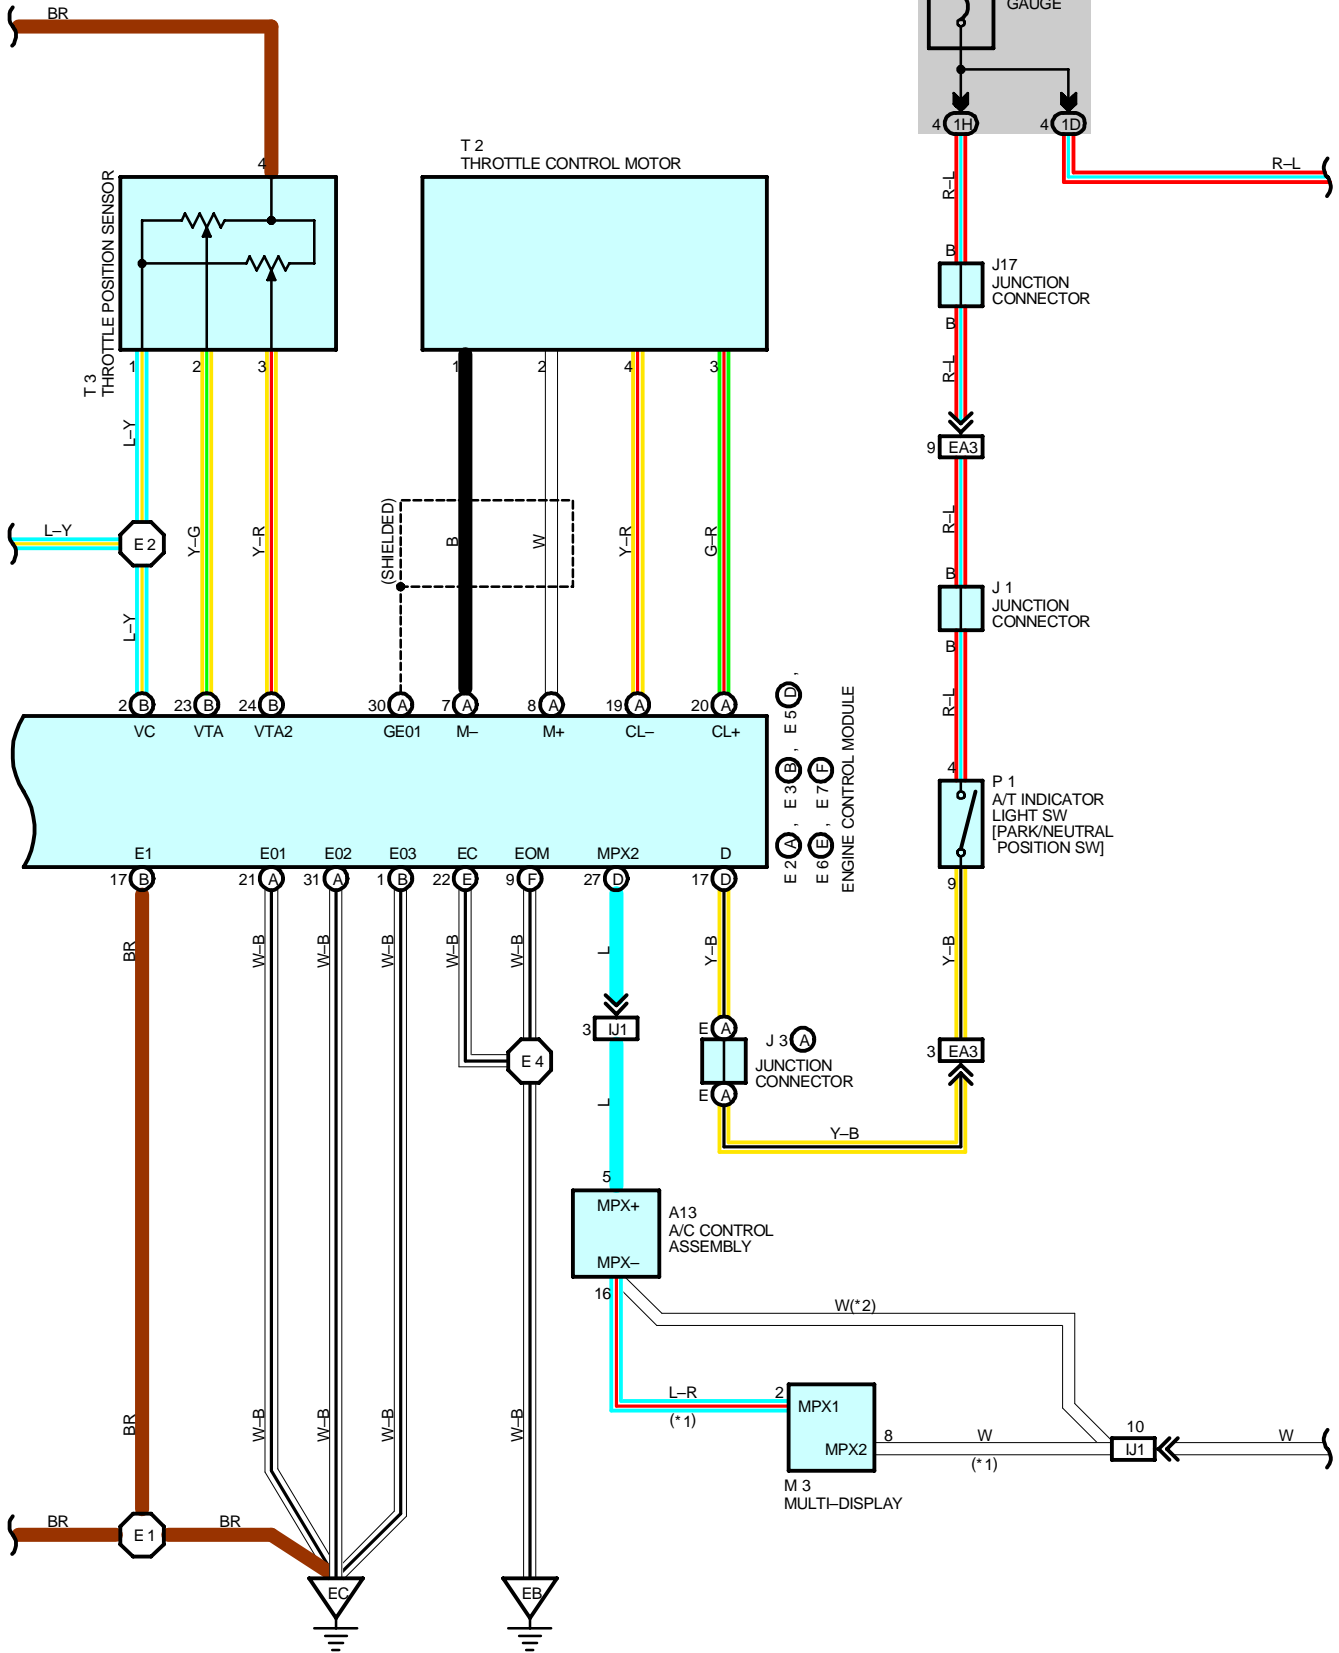 BR
GAUGE
4 1H
4 1D
R–L
R–L
T 2
THROTTLE CONTROL MOTOR
4
T 3
THROTTLE POSITION SENSOR
B
J17
JUNCTION
CONNECTOR
B
1 2 3
1 2 4 3
R–L
L–Y
9 EA3
L–Y
E 2
Y–G
Y–R
(SHIELDED)
B
W
Y–R
G–R
R–L
B
J 1
JUNCTION
CONNECTOR
B
L–Y
R–L
2 B
23 B
24 B
30 A
7 A
8 A
19 A
20 A
VC
VTA
VTA2
GE01
M–
M+
CL–
CL+
E 2 A , E 3 B , E 5 D ,
E 6 E , E 7 F
ENGINE CONTROL MODULE
4
P 1
A/T INDICATOR
LIGHT SW
[PARK/NEUTRAL
POSITION SW]
9
E1
E01
E02
E03
EC
EOM
MPX2
D
17 B
21 A
31 A
1 B
22 E
9 F
27 D
17 D
BR
W–B
W–B
W–B
W–B
W–B
L
Y–B
Y–B
3 IJ1
E A
J 3 A
JUNCTION
CONNECTOR
E A
3 EA3
E 4
L
Y–B
5
MPX+
A13
A/C CONTROL
ASSEMBLY
MPX–
16
W(*2)
L–R
(*1)
2
MPX1
MPX2
8
W
(*1)
10
IJ1
W
M 3
MULTI–DISPLAY
BR
W–B
W–B
W–B
W–B
BR
E 1
BR
EC
EB